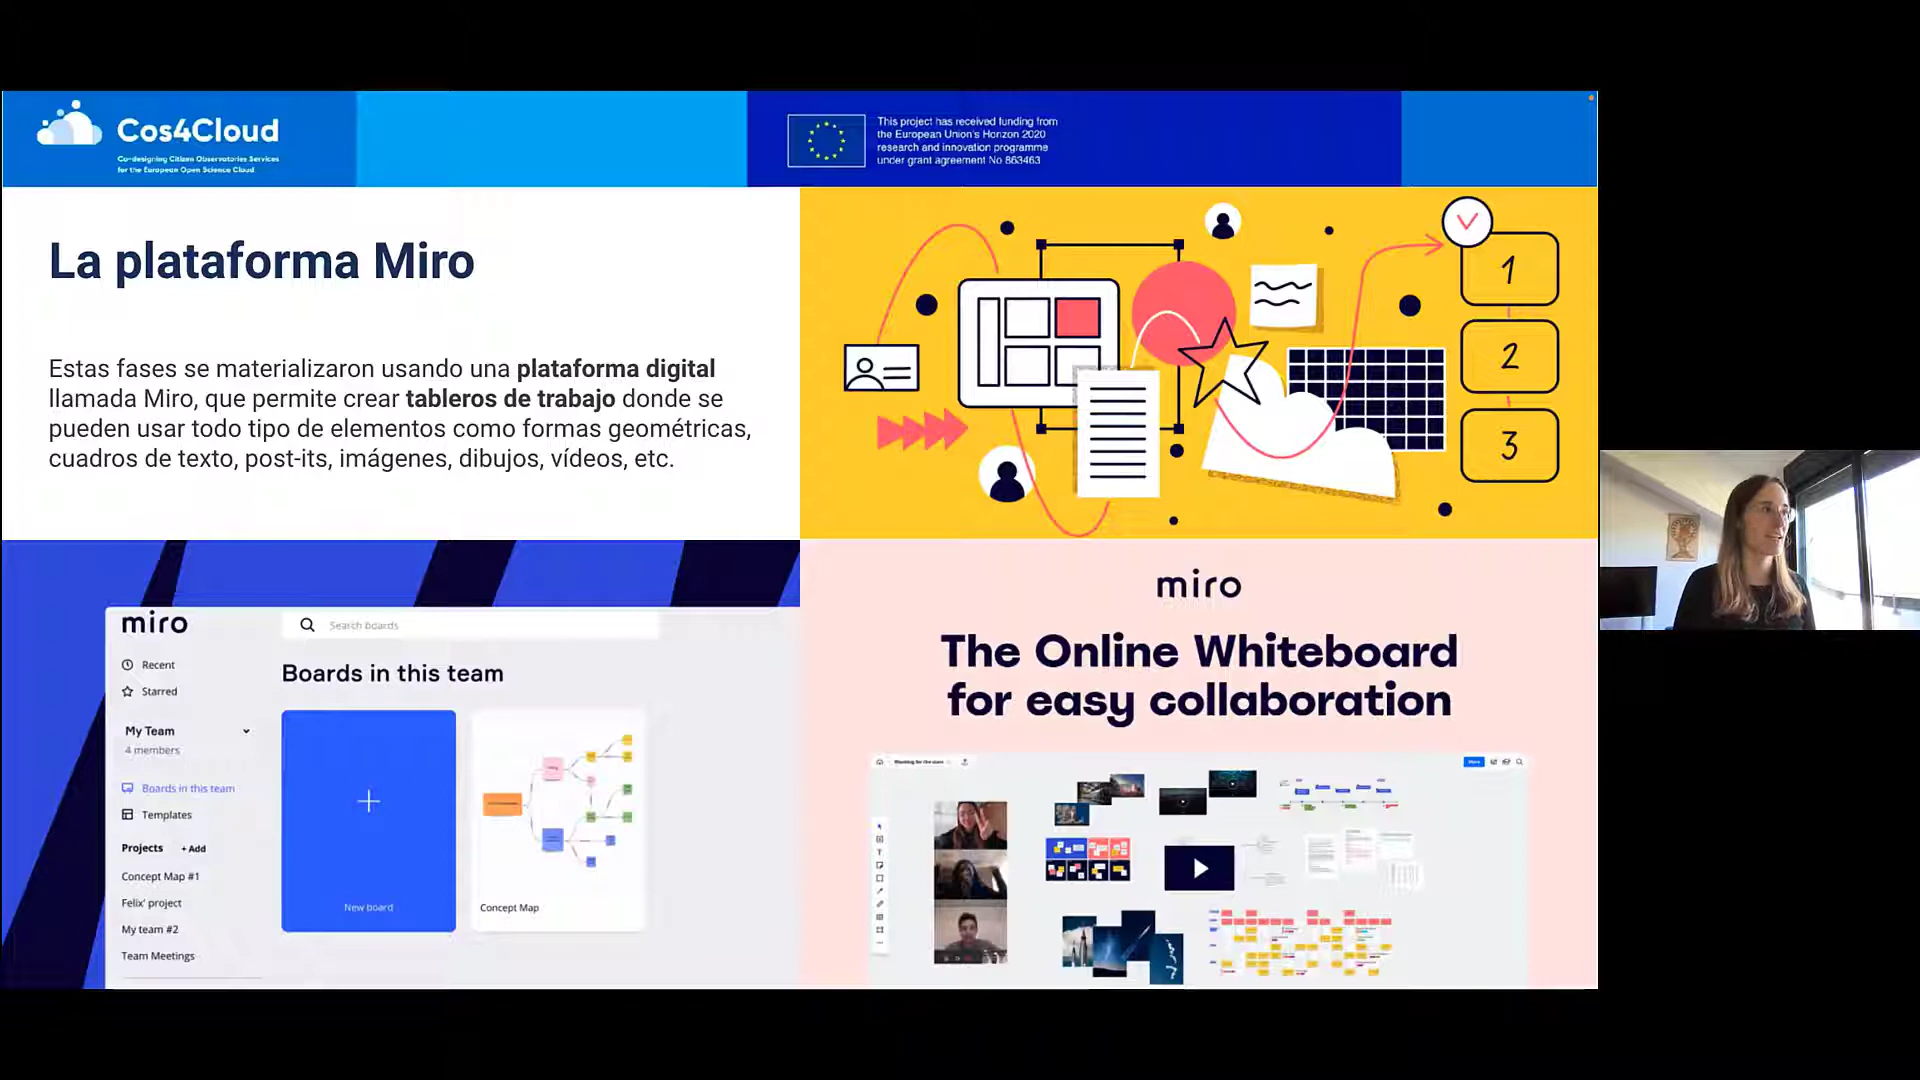 Cos4Cloud
Co-designing Citizen Observatories Services
for the European Open Science Cloud
This project has received funding from
the European Union's Horizon 2020
research and innovation programme
under grant agreement No 863463
La plataforma Miro
Estas fases se materializaron usando una plataforma digital
llamada Miro, que permite crear tableros de trabajo donde se
pueden usar todo tipo de elementos como formas geométricas,
cuadros de texto, post-its, imágenes, dibujos, vídeos, etc.
1
2
3
miro
Search boards
Recent
Starred
My Team
4 members
Boards in this team
Templates
Projects + Add
Concept Map #1
Felix' project
My team #2
Team Meetings
Boards in this team
New board
Concept Map
miro
The Online Whiteboard
for easy collaboration